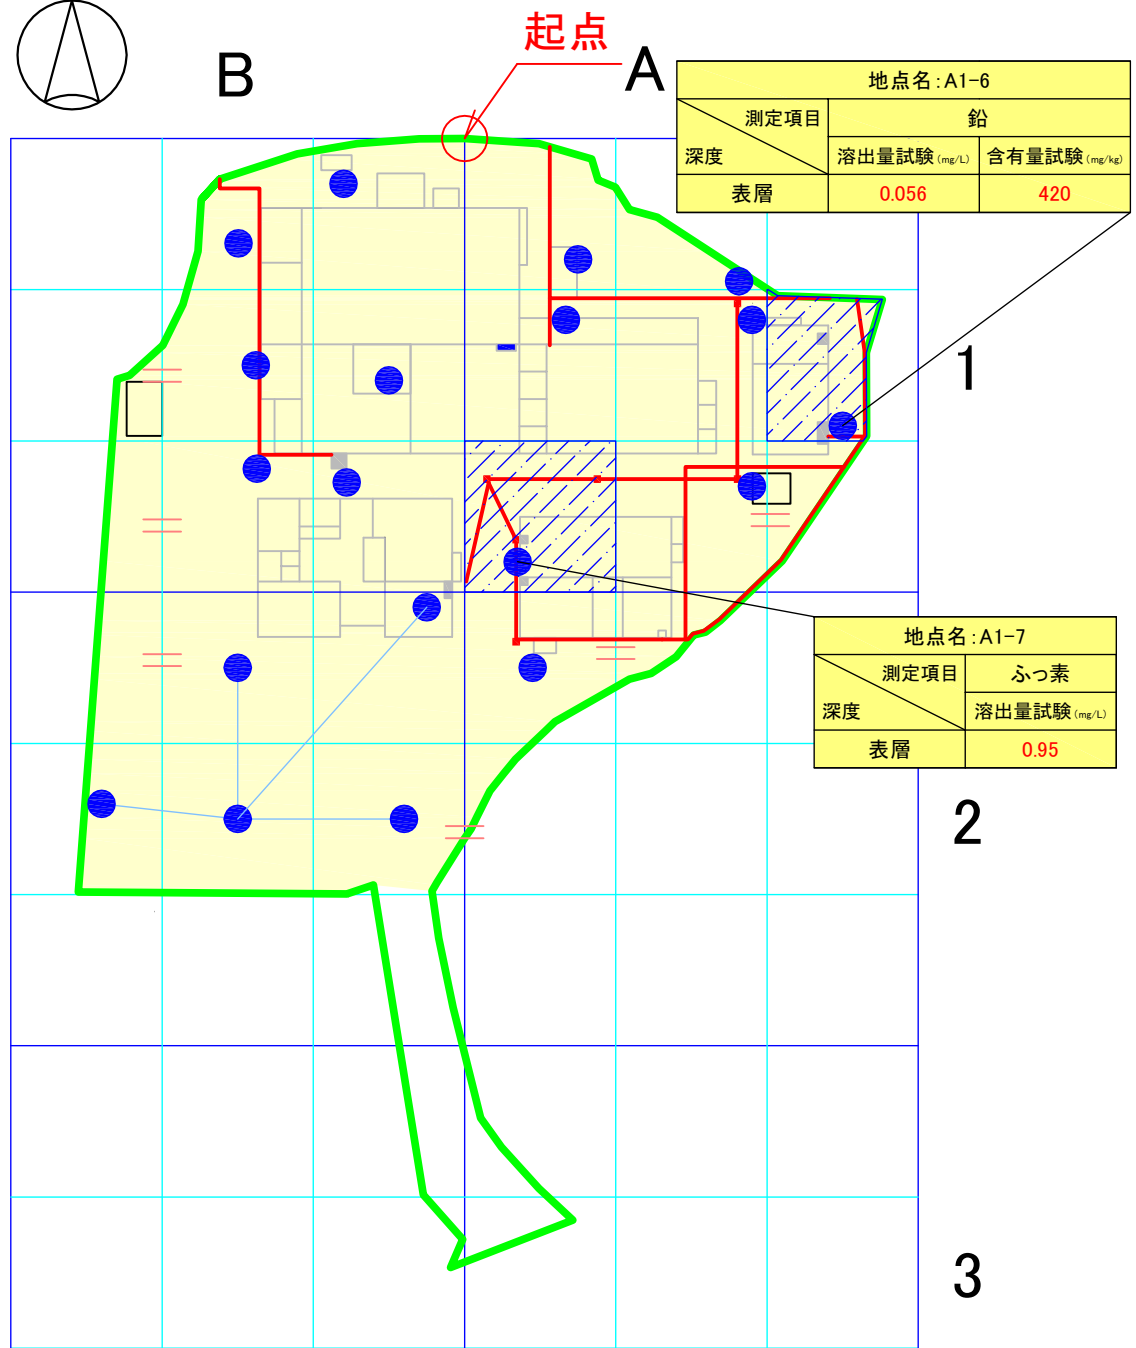 起点
B
A
地点名:A1-6
測定項目 鉛
深度 溶出量試験(mg/L) 含有量試験(mg/kg)
表層 0.056 420
1
地点名:A1-7
測定項目 ふっ素
深度 溶出量試験(mg/L)
表層 0.95
2
3